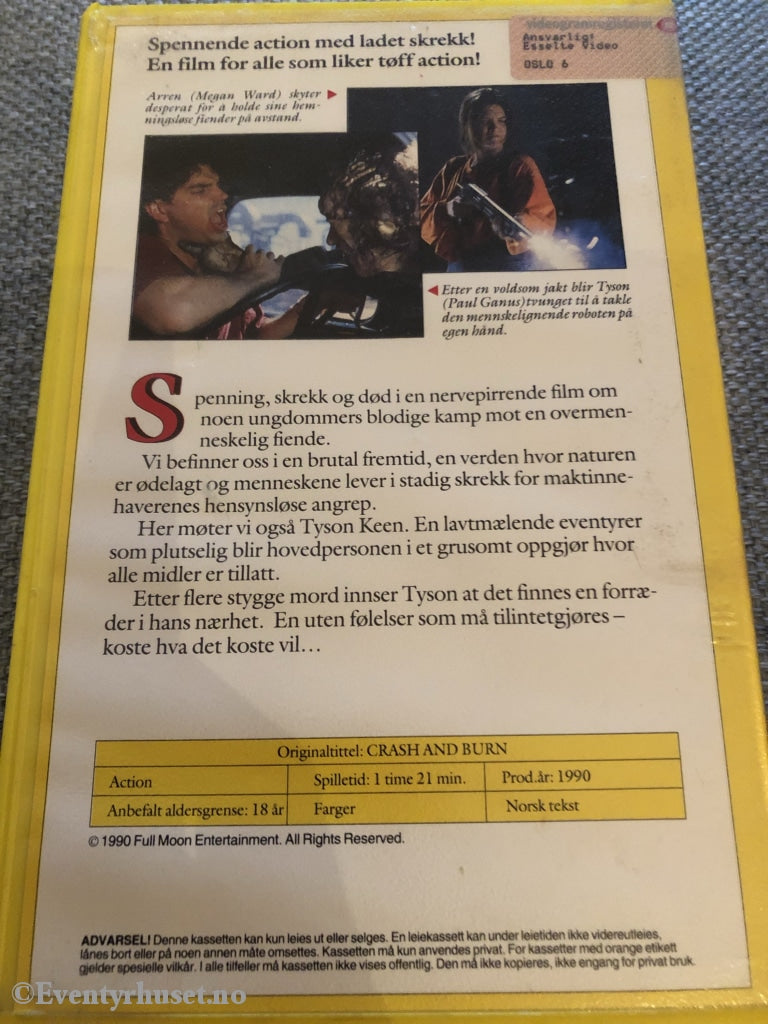 Spennende action med ladet skrekk!
En film for alle som liker tøff action!
videogramregisteret
Ansvarlig:
Esselte Video
OSLO 6
Arren (Megan Ward) skyter
desperat for å holde sine hem-
ningsløse fiender på avstand.
Etter en voldsom jakt blir Tyson
(Paul Ganus)tvunget til å takle
den mennskelignende roboten på
egen hånd.
Spenning, skrekk og død i en nervepirrende film om
noen ungdommers blodige kamp mot en overmen-
neskelig fiende.
Vi befinner oss i en brutal fremtid, en verden hvor naturen
er ødelagt og menneskene lever i stadig skrekk for maktinne-
haverenes hensynsløse angrep.
Her møter vi også Tyson Keen. En lavtmælende eventyrer
som plutselig blir hovedpersonen i et grusomt oppgjør hvor
alle midler er tillatt.
Etter flere stygge mord innser Tyson at det finnes en forræ-
der i hans nærhet. En uten følelser som må tilintetgjøres –
koste hva det koste vil...
Originaltittel: CRASH AND BURN
Action Spilletid: 1 time 21 min. Prod.år: 1990
Anbefalt aldersgrense: 18 år Farger Norsk tekst
© 1990 Full Moon Entertainment. All Rights Reserved.
ADVARSEL! Denne kassetten kan kun leies ut eller selges. En leiekassett kan under leietiden ikke videreutleies,
lånes bort eller på noen annen måte omsettes. Kassetten må kun anvendes privat. For kassetter med orange etikett
gjelder spesielle vilkår. I alle tilfeller må kassetten ikke vises offentlig. Den må ikke kopieres, ikke engang for privat bruk.
©Eventyrhuset.no